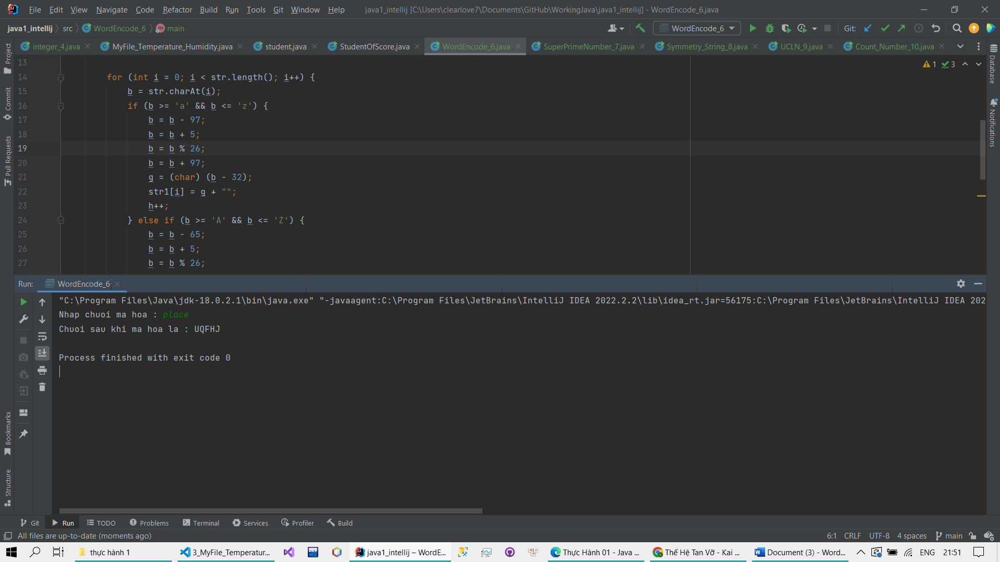 File Edit View Navigate Code Refactor Build Run Tools Git Window Help java1_intellij [C:\Users\clearlove7\Documents\GitHub\WorkingJava\java1_intellij] - WordEncode_6.java
java1_intellij src WordEncode_6 main WordEncode_6 Git:
integer_4.java MyFile_Temperature_Humidity.java student.java StudentOfScore.java WordEncode_6.java SuperPrimeNumber_7.java Symmetry_String_8.java UCLN_9.java Count_Number_10.java
Project
Commit
Pull Requests
Bookmarks
Structure
Database
Notifications
1 3
13
14 for (int i = 0; i < str.length(); i++) {
15 b = str.charAt(i);
16 if (b >= 'a' && b <= 'z') {
17 b = b - 97;
18 b = b + 5;
19 b = b % 26;
20 b = b + 97;
21 g = (char) (b - 32);
22 str1[i] = g + "";
23 h++;
24 } else if (b >= 'A' && b <= 'Z') {
25 b = b - 65;
26 b = b + 5;
27 b = b % 26;
Run: WordEncode_6
"C:\Program Files\Java\jdk-18.0.2.1\bin\java.exe" "-javaagent:C:\Program Files\JetBrains\IntelliJ IDEA 2022.2.2\lib\idea_rt.jar=56175:C:\Program Files\JetBrains\IntelliJ IDEA 202
Nhap chuoi ma hoa : place
Chuoi sau khi ma hoa la : UQFHJ
Process finished with exit code 0
Git Run TODO Problems Terminal Services Profiler Build
All files are up-to-date (moments ago) 6:1 CRLF UTF-8 4 spaces main
thực hành 1 3_MyFile_Temperatur... DEV java1_intellij – WordE... Thực Hành 01 - Java ... Thế Hệ Tan Vỡ - Kai ... Document (3) - Word... ENG 21:51